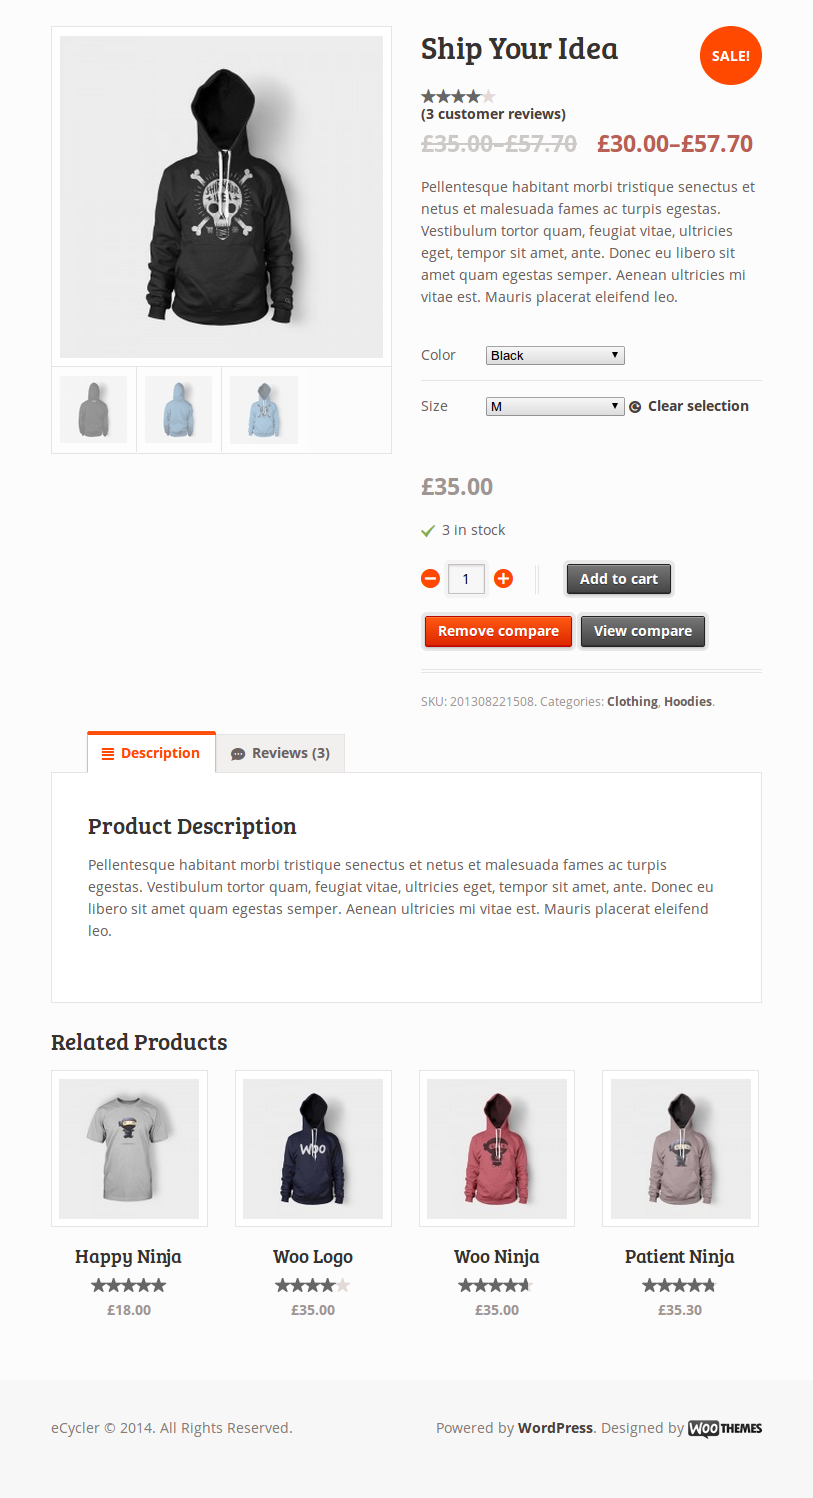 Ship Your Idea
SALE!
(3 customer reviews)
£35.00–£57.70 £30.00–£57.70
Pellentesque habitant morbi tristique senectus et
netus et malesuada fames ac turpis egestas.
Vestibulum tortor quam, feugiat vitae, ultricies
eget, tempor sit amet, ante. Donec eu libero sit
amet quam egestas semper. Aenean ultricies mi
vitae est. Mauris placerat eleifend leo.
Color Black
Size M Clear selection
£35.00
3 in stock
1 Add to cart
Remove compare View compare
SKU: 201308221508. Categories: Clothing, Hoodies.
Description Reviews (3)
Product Description
Pellentesque habitant morbi tristique senectus et netus et malesuada fames ac turpis
egestas. Vestibulum tortor quam, feugiat vitae, ultricies eget, tempor sit amet, ante. Donec eu
libero sit amet quam egestas semper. Aenean ultricies mi vitae est. Mauris placerat eleifend
leo.
Related Products
Woo
Happy Ninja Woo Logo Woo Ninja Patient Ninja
£18.00 £35.00 £35.00 £35.30
eCycler © 2014. All Rights Reserved.
Powered by WordPress. Designed by WOOTHEMES